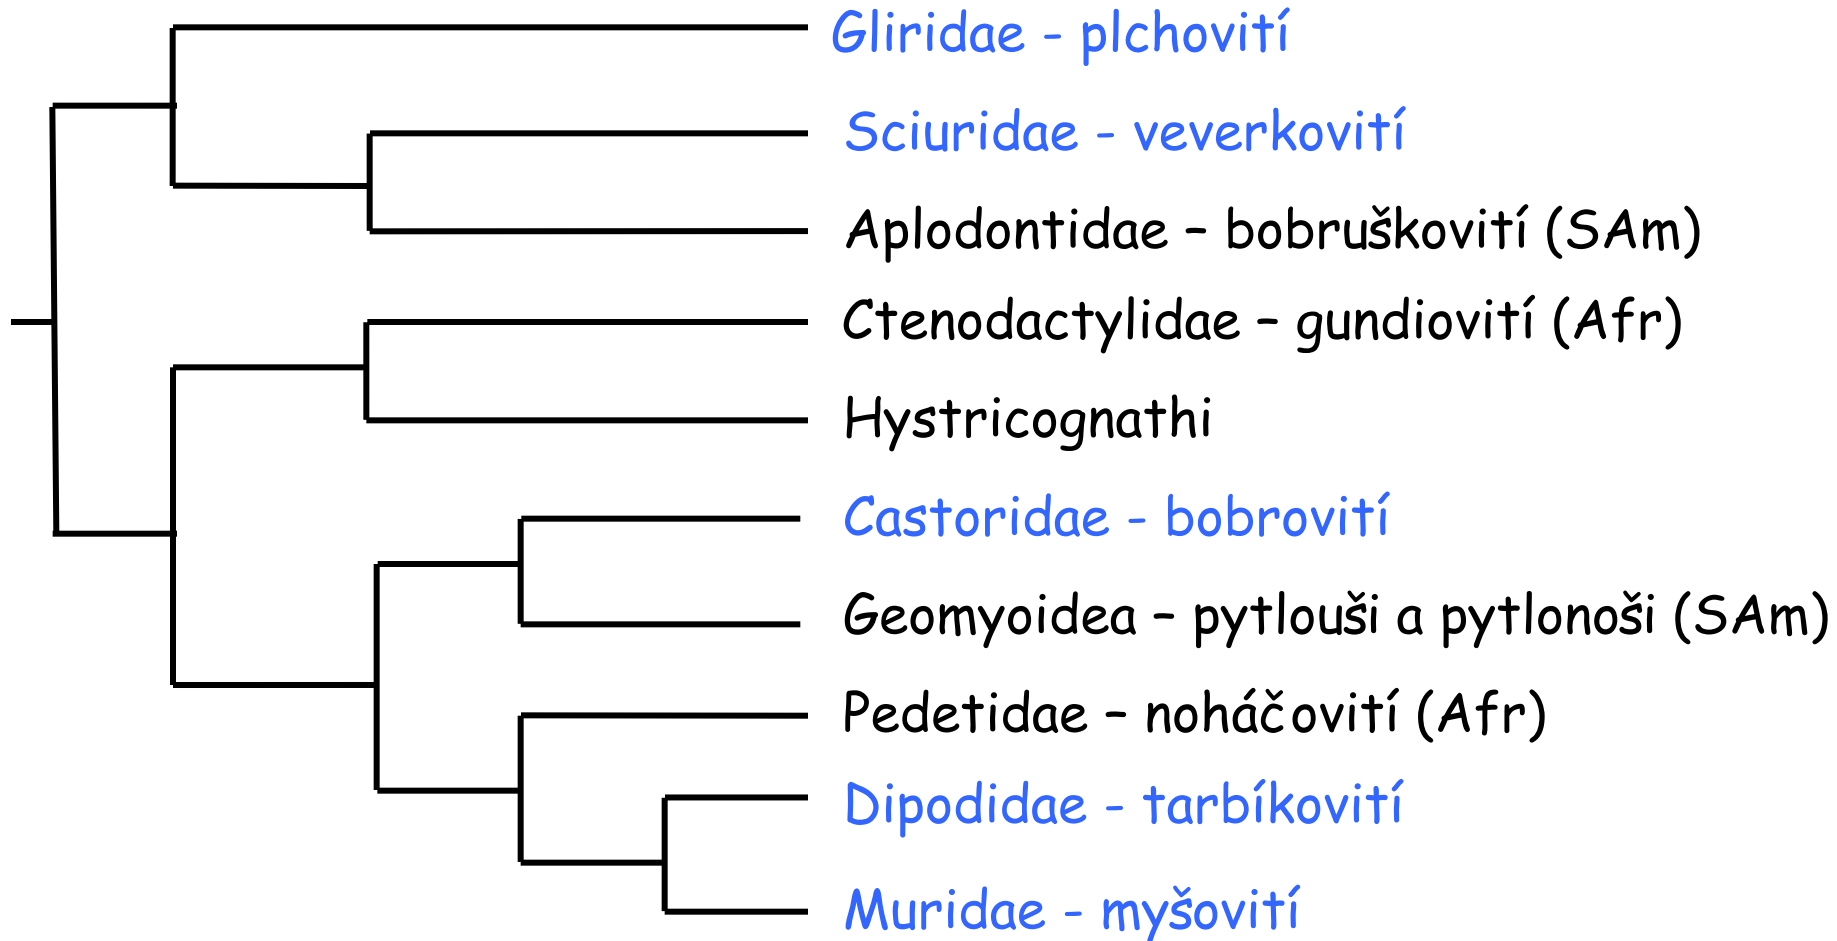 Gliridae - plchovití
Sciuridae - veverkovití
Aplodontidae – bobruškovití (SAm)
Ctenodactylidae – gundiovití (Afr)
Hystricognathi
Castoridae - bobrovití
Geomyoidea – pytlouši a pytlonoši (SAm)
Pedetidae – noháčovití (Afr)
Dipodidae - tarbíkovití
Muridae - myšovití